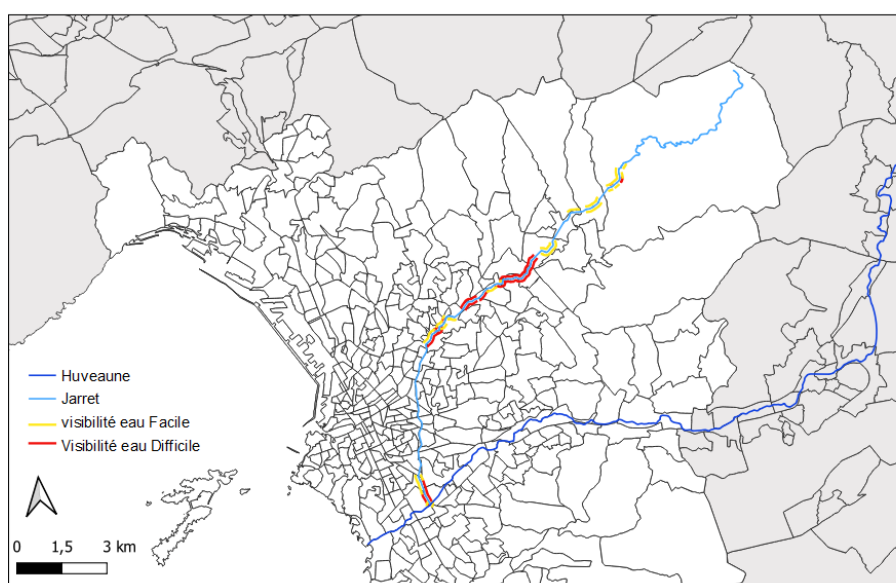 Huveaune
Jarret
visibilité eau Facile
Visibilité eau Difficile
0 1,5 3 km